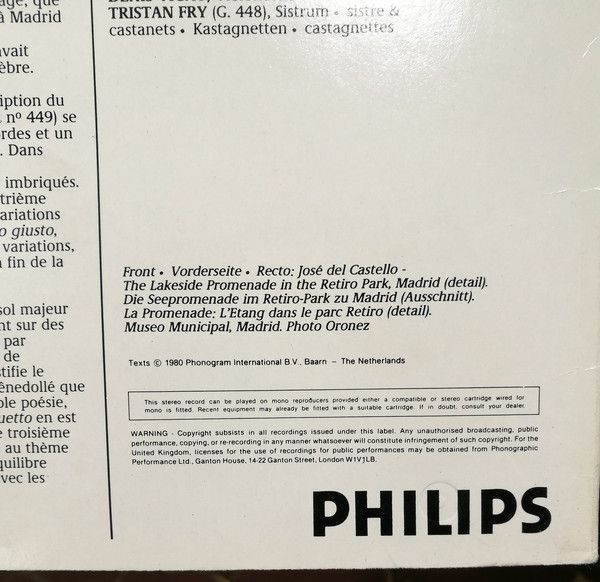 age, que
à Madrid
avait
èbre.
iption du
. nº 449) se
rdes et un
. Dans
imbriqués.
trième
ariations
o giusto,
variations,
fin de la
sol majeur
nt sur des
par
de
tifie le
ënedollé que
ole poésie,
uetto en est
e troisième
au thème
quilibre
vec les
TRISTAN FRY (G. 448), Sistrum • sistre &
castanets • Kastagnetten • castagnettes
Front • Vorderseite • Recto: José del Castello -
The Lakeside Promenade in the Retiro Park, Madrid (detail).
Die Seepromenade im Retiro-Park zu Madrid (Ausschnitt).
La Promenade: L'Etang dans le parc Retiro (detail).
Museo Municipal, Madrid. Photo Oronez
Texts © 1980 Phonogram International B.V., Baarn – The Netherlands
This stereo record can be played on mono reproducers provided either a compatible or stereo cartridge wired for
mono is fitted. Recent equipment may already be fitted with a suitable cartridge. If in doubt, consult your dealer.
WARNING - Copyright subsists in all recordings issued under this label. Any unauthorised broadcasting, public
performance, copying, or re-recording in any manner whatsoever will constitute infringement of such copyright. For the
United Kingdom, licenses for the use of recordings for public performances may be obtained from Phonographic
Performance Ltd., Ganton House, 14-22 Ganton Street, London W1V1LB.
PHILIPS